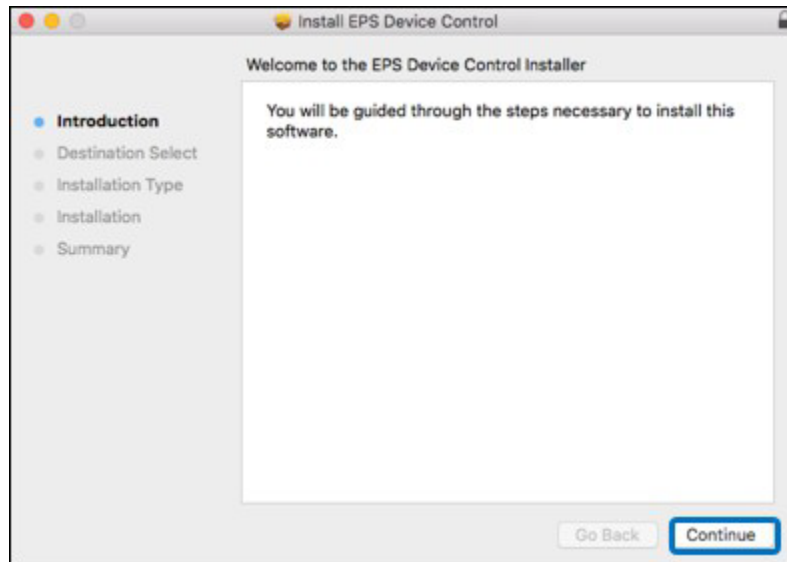 Install EPS Device Control
Welcome to the EPS Device Control Installer
Introduction
Destination Select
Installation Type
Installation
Summary
You will be guided through the steps necessary to install this
software.
Go Back
Continue